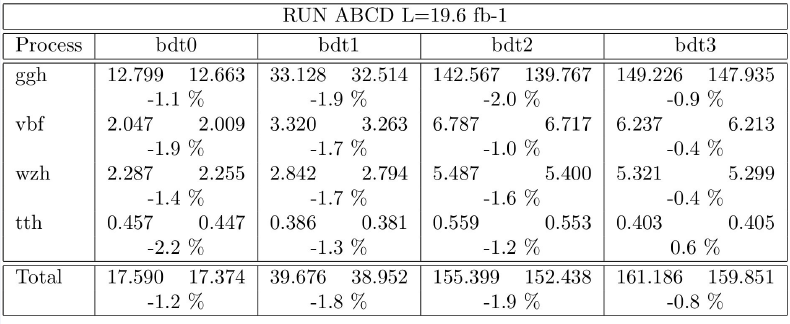 RUN ABCD L=19.6 fb-1
Process bdt0 bdt1 bdt2 bdt3
ggh 12.799 12.663 33.128 32.514 142.567 139.767 149.226 147.935
-1.1 % -1.9 % -2.0 % -0.9 %
vbf 2.047 2.009 3.320 3.263 6.787 6.717 6.237 6.213
-1.9 % -1.7 % -1.0 % -0.4 %
wzh 2.287 2.255 2.842 2.794 5.487 5.400 5.321 5.299
-1.4 % -1.7 % -1.6 % -0.4 %
tth 0.457 0.447 0.386 0.381 0.559 0.553 0.403 0.405
-2.2 % -1.3 % -1.2 % 0.6 %
Total 17.590 17.374 39.676 38.952 155.399 152.438 161.186 159.851
-1.2 % -1.8 % -1.9 % -0.8 %